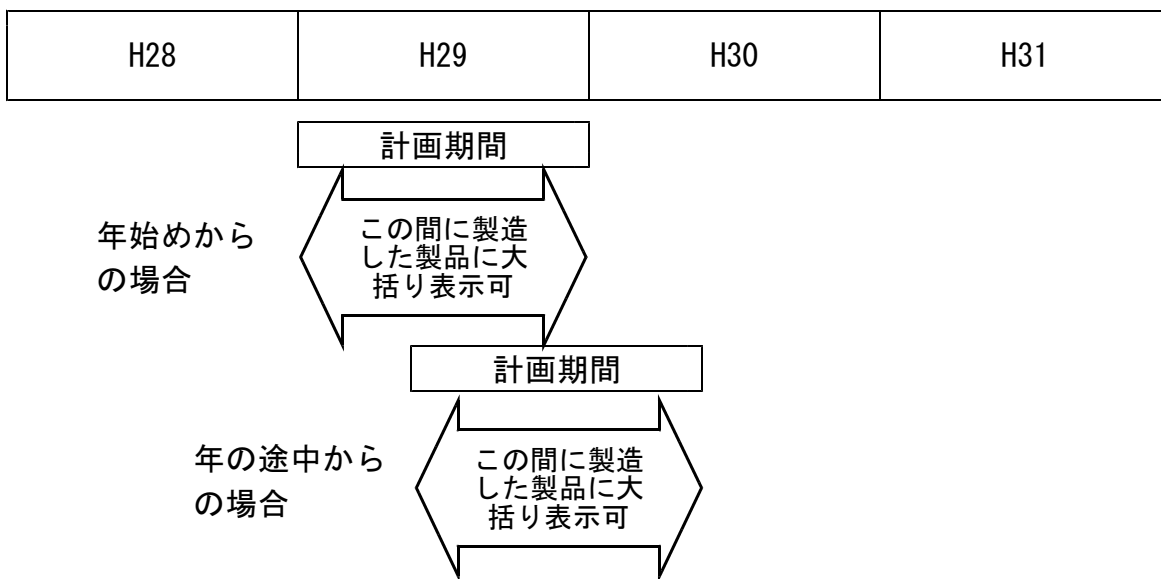 H28 H29 H30 H31
計画期間
年始めから
の場合
この間に製造
した製品に大
括り表示可
計画期間
年の途中から
の場合
この間に製造
した製品に大
括り表示可